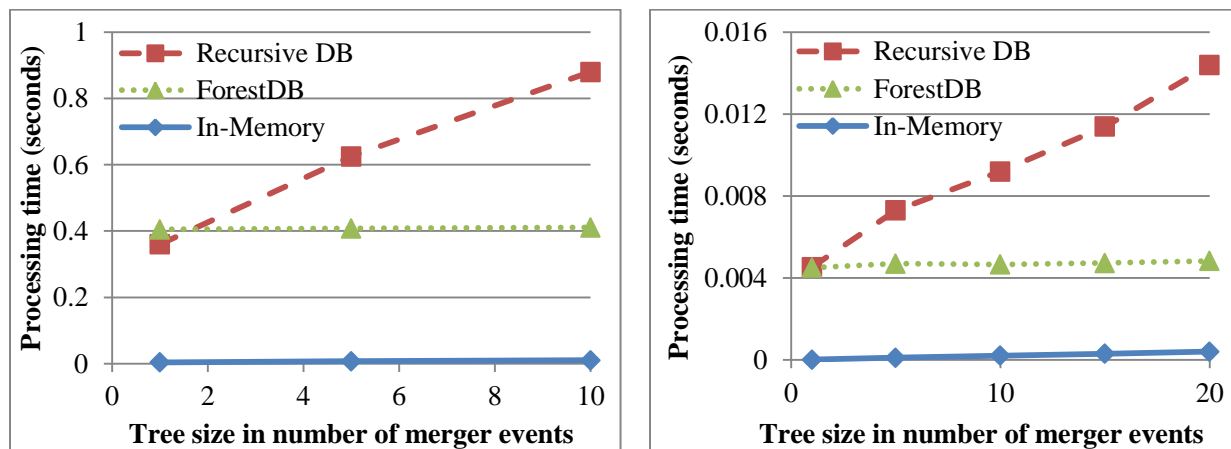 Processing time (seconds)
1
0.8
0.6
0.4
0.2
0
Recursive DB
ForestDB
In-Memory
0 2 4 6 8 10
Tree size in number of merger events
Processing time (seconds)
0.016
0.012
0.008
0.004
0
Recursive DB
ForestDB
In-Memory
0 10 20
Tree size in number of merger events